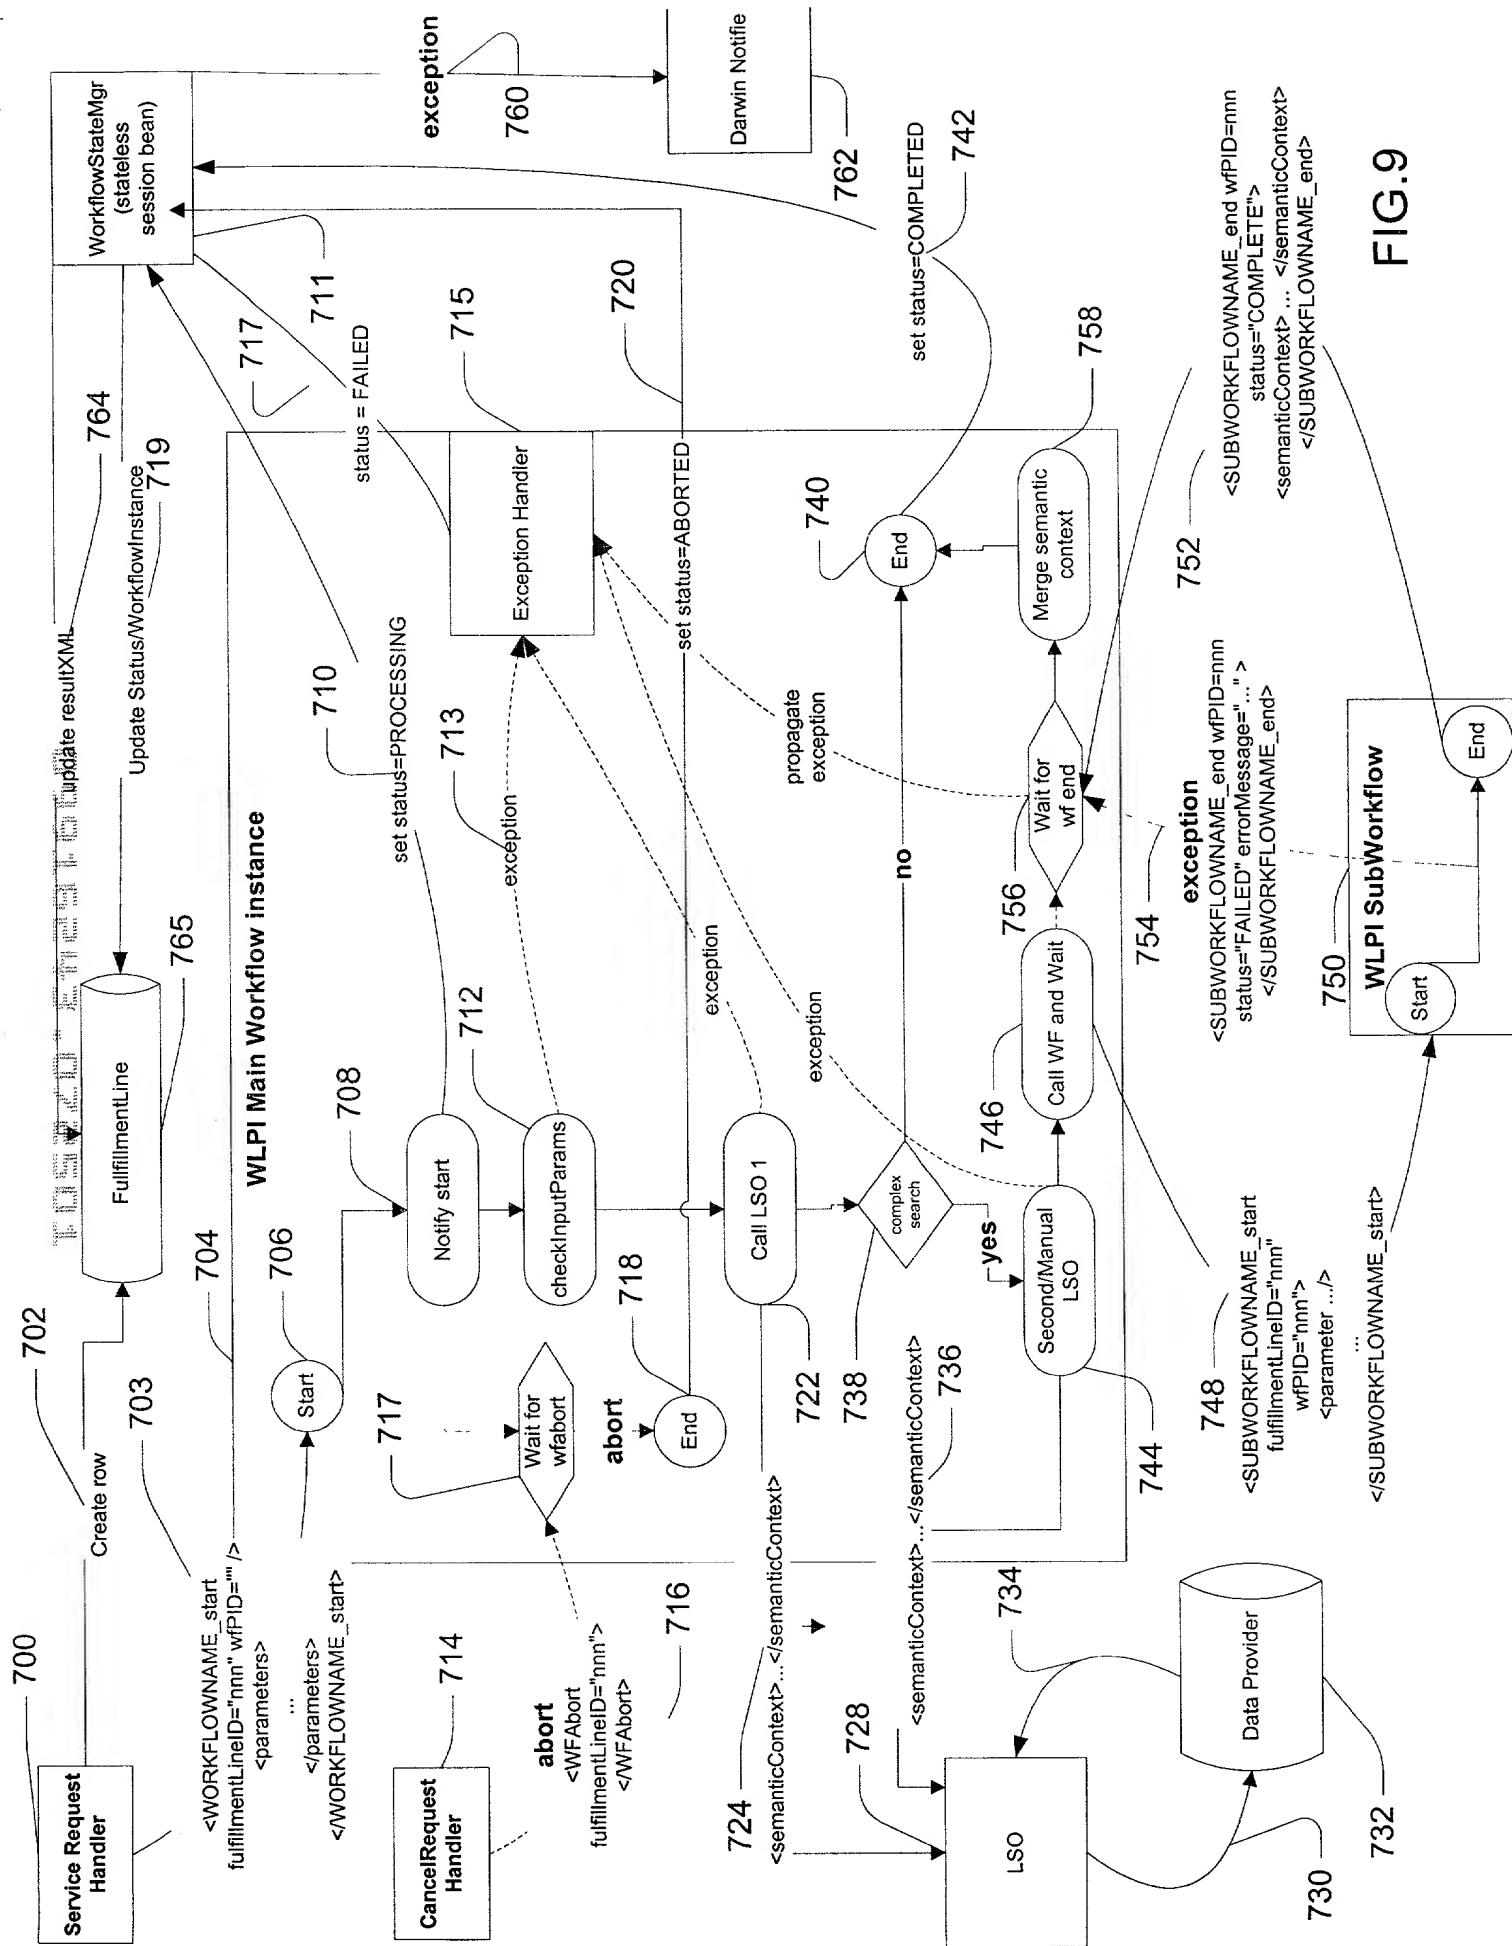 700
Service Request
Handler
702
Create row
703
<WORKFLOWNAME_start
fulfillmentLineID="nnn" wfPID="" />
<parameters>
...
</parameters>
</WORKFLOWNAME_start>
FullfillmentLine
765
update resultXML
764
Update Status/WorkflowInstance
719
WorkflowStateMgr
(stateless
session bean)
711
717
status = FAILED
exception
760
Darwin Notifie
762
704
WLPI Main Workflow instance
706
Start
708
Notify start
710
set status=PROCESSING
712
checkInputParams
713
exception
715
Exception Handler
714
CancelRequest
Handler
abort
<WFAbort
fulfillmentLineID="nnn">
</WFAbort>
716
717
Wait for
wfabort
abort
718
End
set status=ABORTED
720
722
Call LSO 1
exception
exception
propagate
exception
724
<semanticContext>...</semanticContext>
728
LSO
730
732
Data Provider
734
<semanticContext>...</semanticContext>
736
738
complex
search
no
yes
740
End
set status=COMPLETED
742
744
Second/Manual
LSO
746
Call WF and Wait
756
Wait for
wf end
Merge semantic
context
758
748
<SUBWORKFLOWNAME_start
fulfillmentLineID="nnn"
wfPID="nnn">
<parameter .../>
...
</SUBWORKFLOWNAME_start>
750
WLPI SubWorkflow
Start
End
754
exception
<SUBWORKFLOWNAME_end wfPID=nnn
status="FAILED" errorMessage="..." >
</SUBWORKFLOWNAME_end>
752
<SUBWORKFLOWNAME_end wfPID=nnn
status="COMPLETE">
<semanticContext> ... </semanticContext>
</SUBWORKFLOWNAME_end>
FIG.9